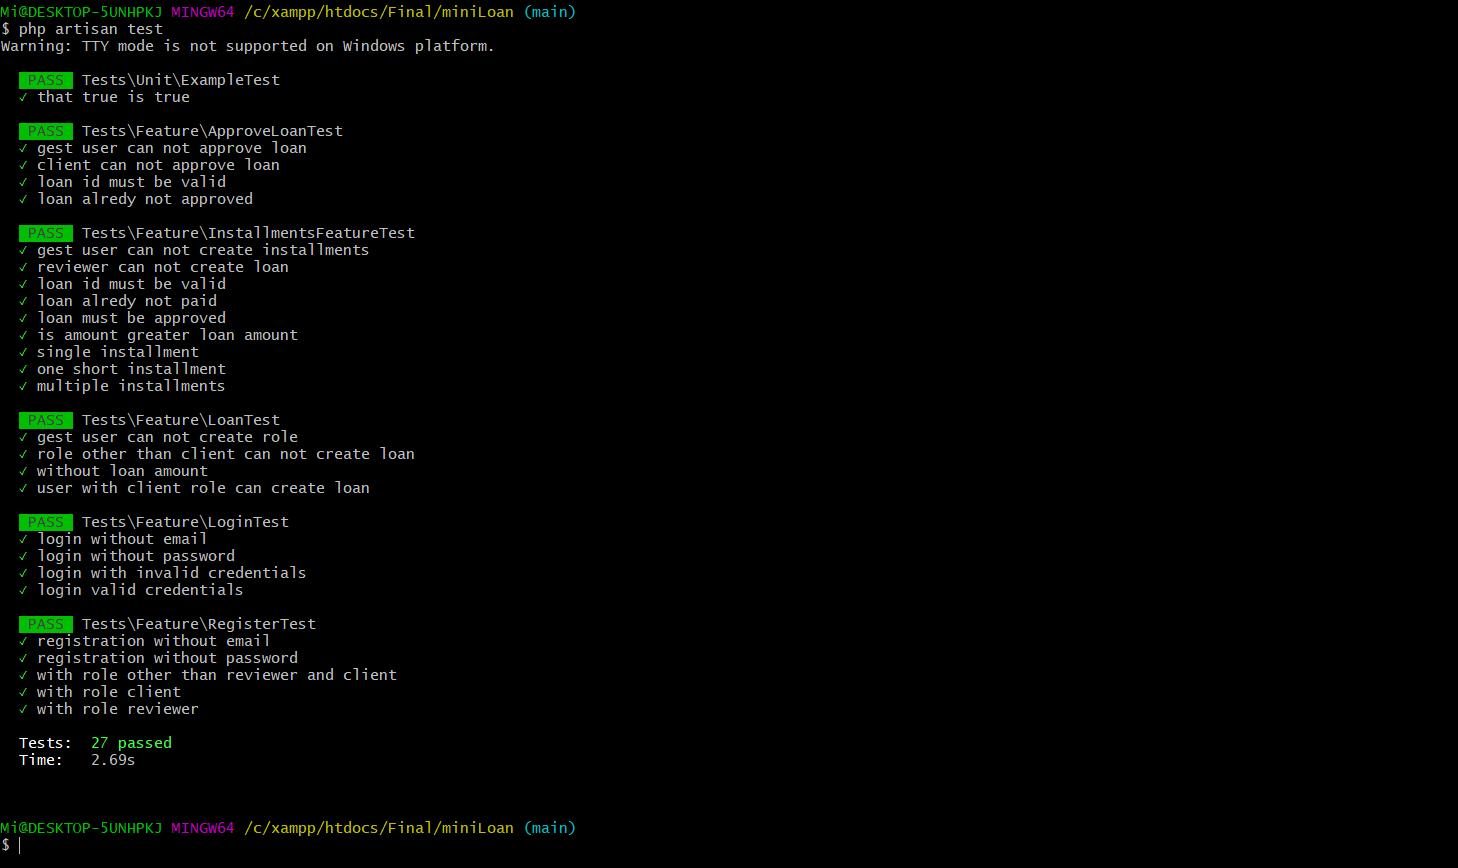 Mi@DESKTOP-5UNHPKJ MINGW64 /c/xampp/htdocs/Final/miniLoan (main)
$ php artisan test
Warning: TTY mode is not supported on Windows platform.
PASS Tests\Unit\ExampleTest
✓ that true is true
PASS Tests\Feature\ApproveLoanTest
✓ gest user can not approve loan
✓ client can not approve loan
✓ loan id must be valid
✓ loan alredy not approved
PASS Tests\Feature\InstallmentsFeatureTest
✓ gest user can not create installments
✓ reviewer can not create loan
✓ loan id must be valid
✓ loan alredy not paid
✓ loan must be approved
✓ is amount greater loan amount
✓ single installment
✓ one short installment
✓ multiple installments
PASS Tests\Feature\LoanTest
✓ gest user can not create role
✓ role other than client can not create loan
✓ without loan amount
✓ user with client role can create loan
PASS Tests\Feature\LoginTest
✓ login without email
✓ login without password
✓ login with invalid credentials
✓ login valid credentials
PASS Tests\Feature\RegisterTest
✓ registration without email
✓ registration without password
✓ with role other than reviewer and client
✓ with role client
✓ with role reviewer
Tests: 27 passed
Time: 2.69s
Mi@DESKTOP-5UNHPKJ MINGW64 /c/xampp/htdocs/Final/miniLoan (main)
$